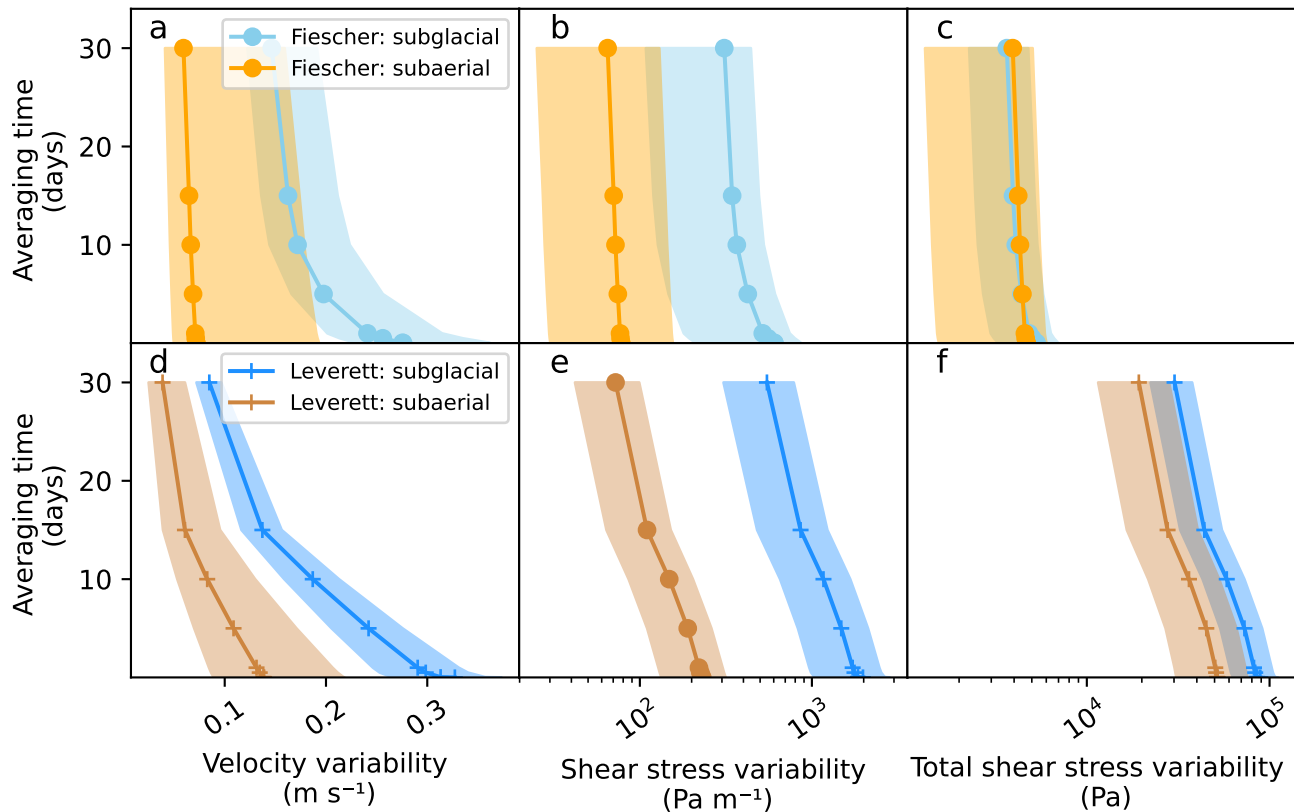 a
Fiescher: subglacial
Fiescher: subaerial
b
c
30
20
10
Averaging time
(days)
d
Leverett: subglacial
Leverett: subaerial
e
f
30
20
10
Averaging time
(days)
0.1
0.2
0.3
10²
10³
10⁴
10⁵
Velocity variability
(m s⁻¹)
Shear stress variability
(Pa m⁻¹)
Total shear stress variability
(Pa)